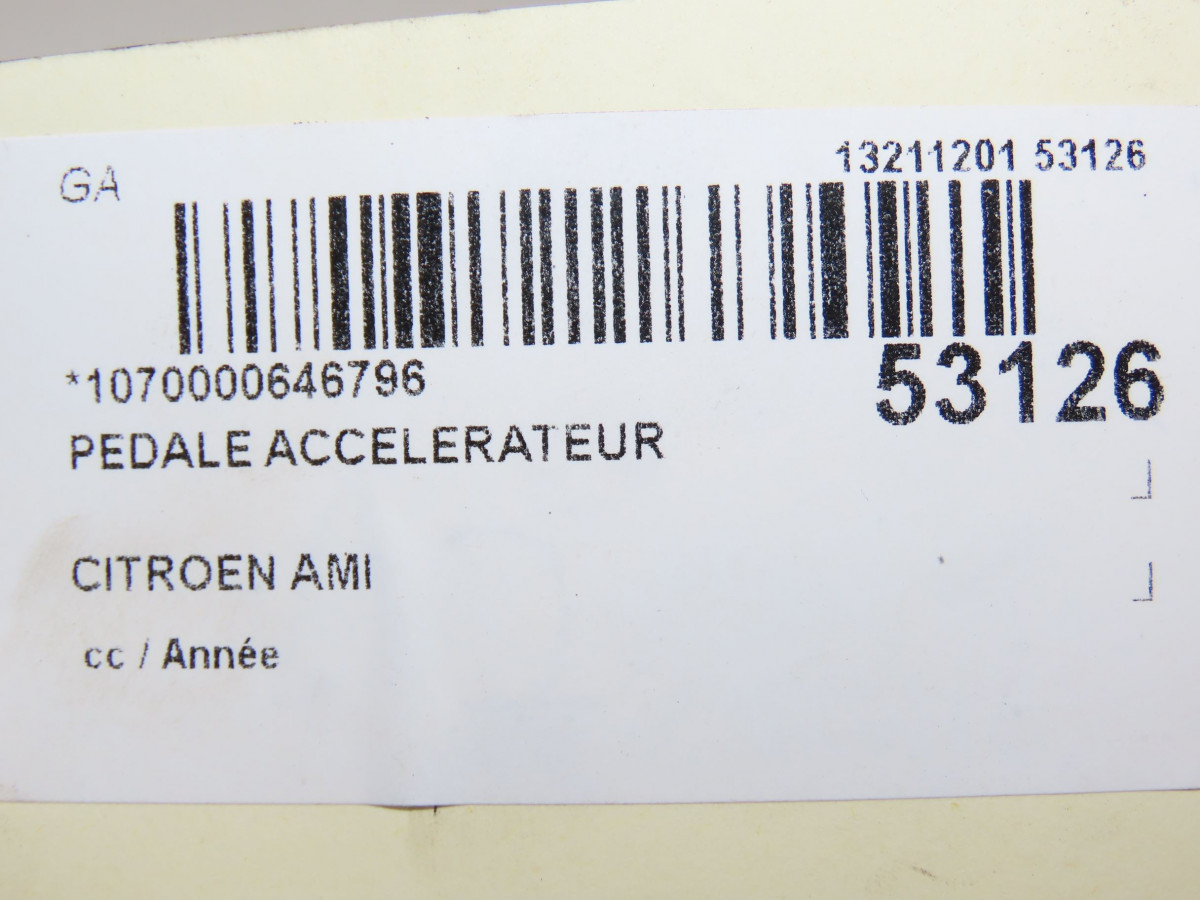 GA
13211201 53126
*1070000646796
53126
PEDALE ACCELERATEUR
CITROEN AMI
cc / Année